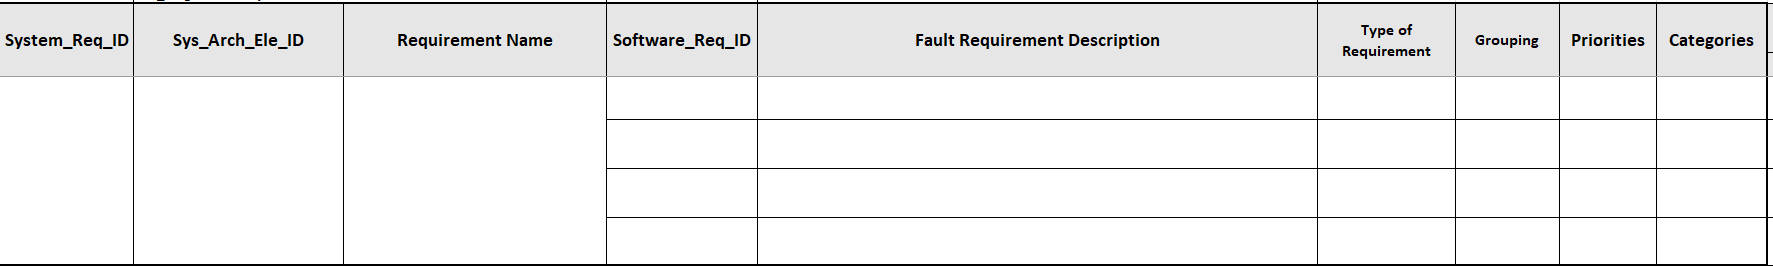 System_Req_ID
Sys_Arch_Ele_ID
Requirement Name
Software_Req_ID
Fault Requirement Description
Type of
Requirement
Grouping
Priorities
Categories